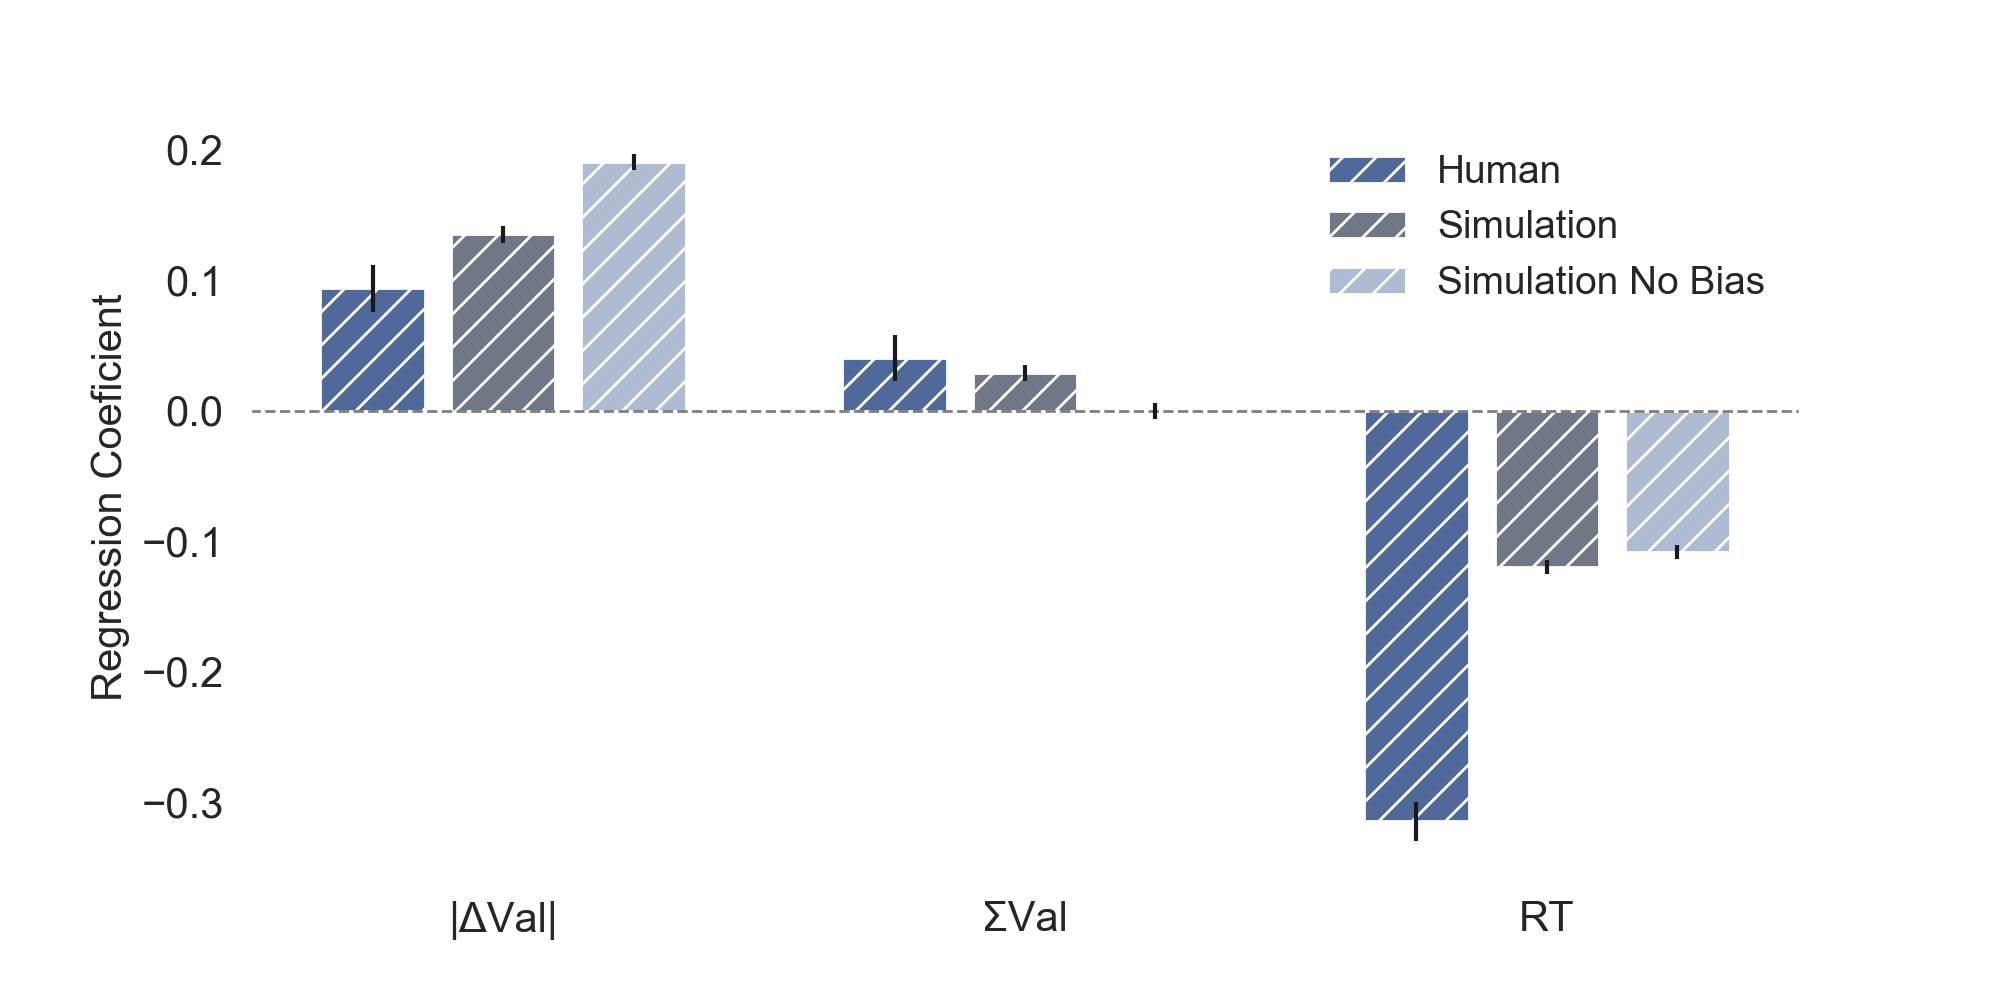 Regression Coeficient
0.2
0.1
0.0
−0.1
−0.2
−0.3
Human
Simulation
Simulation No Bias
|ΔVal|
ΣVal
RT